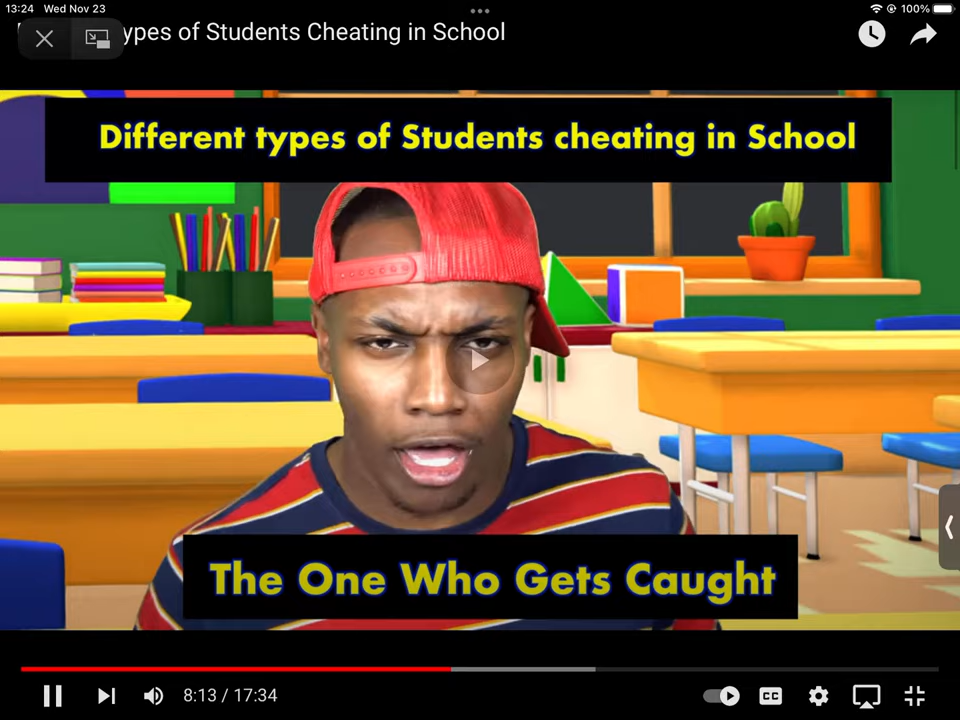 13:24 Wed Nov 23
100%
ypes of Students Cheating in School
Different types of Students cheating in School
The One Who Gets Caught
8:13 / 17:34
CC